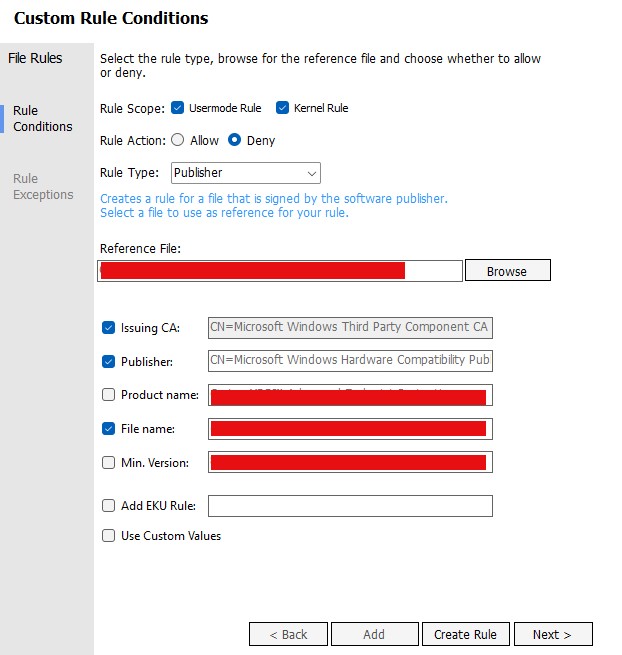 Custom Rule Conditions
File Rules
Rule
Conditions
Rule
Exceptions
Select the rule type, browse for the reference file and choose whether to allow
or deny.
Rule Scope: Usermode Rule Kernel Rule
Rule Action: Allow Deny
Rule Type: Publisher
Creates a rule for a file that is signed by the software publisher.
Select a file to use as reference for your rule.
Reference File:
Browse
Issuing CA: CN=Microsoft Windows Third Party Component CA
Publisher: CN=Microsoft Windows Hardware Compatibility Pub
Product name:
File name:
Min. Version:
Add EKU Rule:
Use Custom Values
< Back Add Create Rule Next >